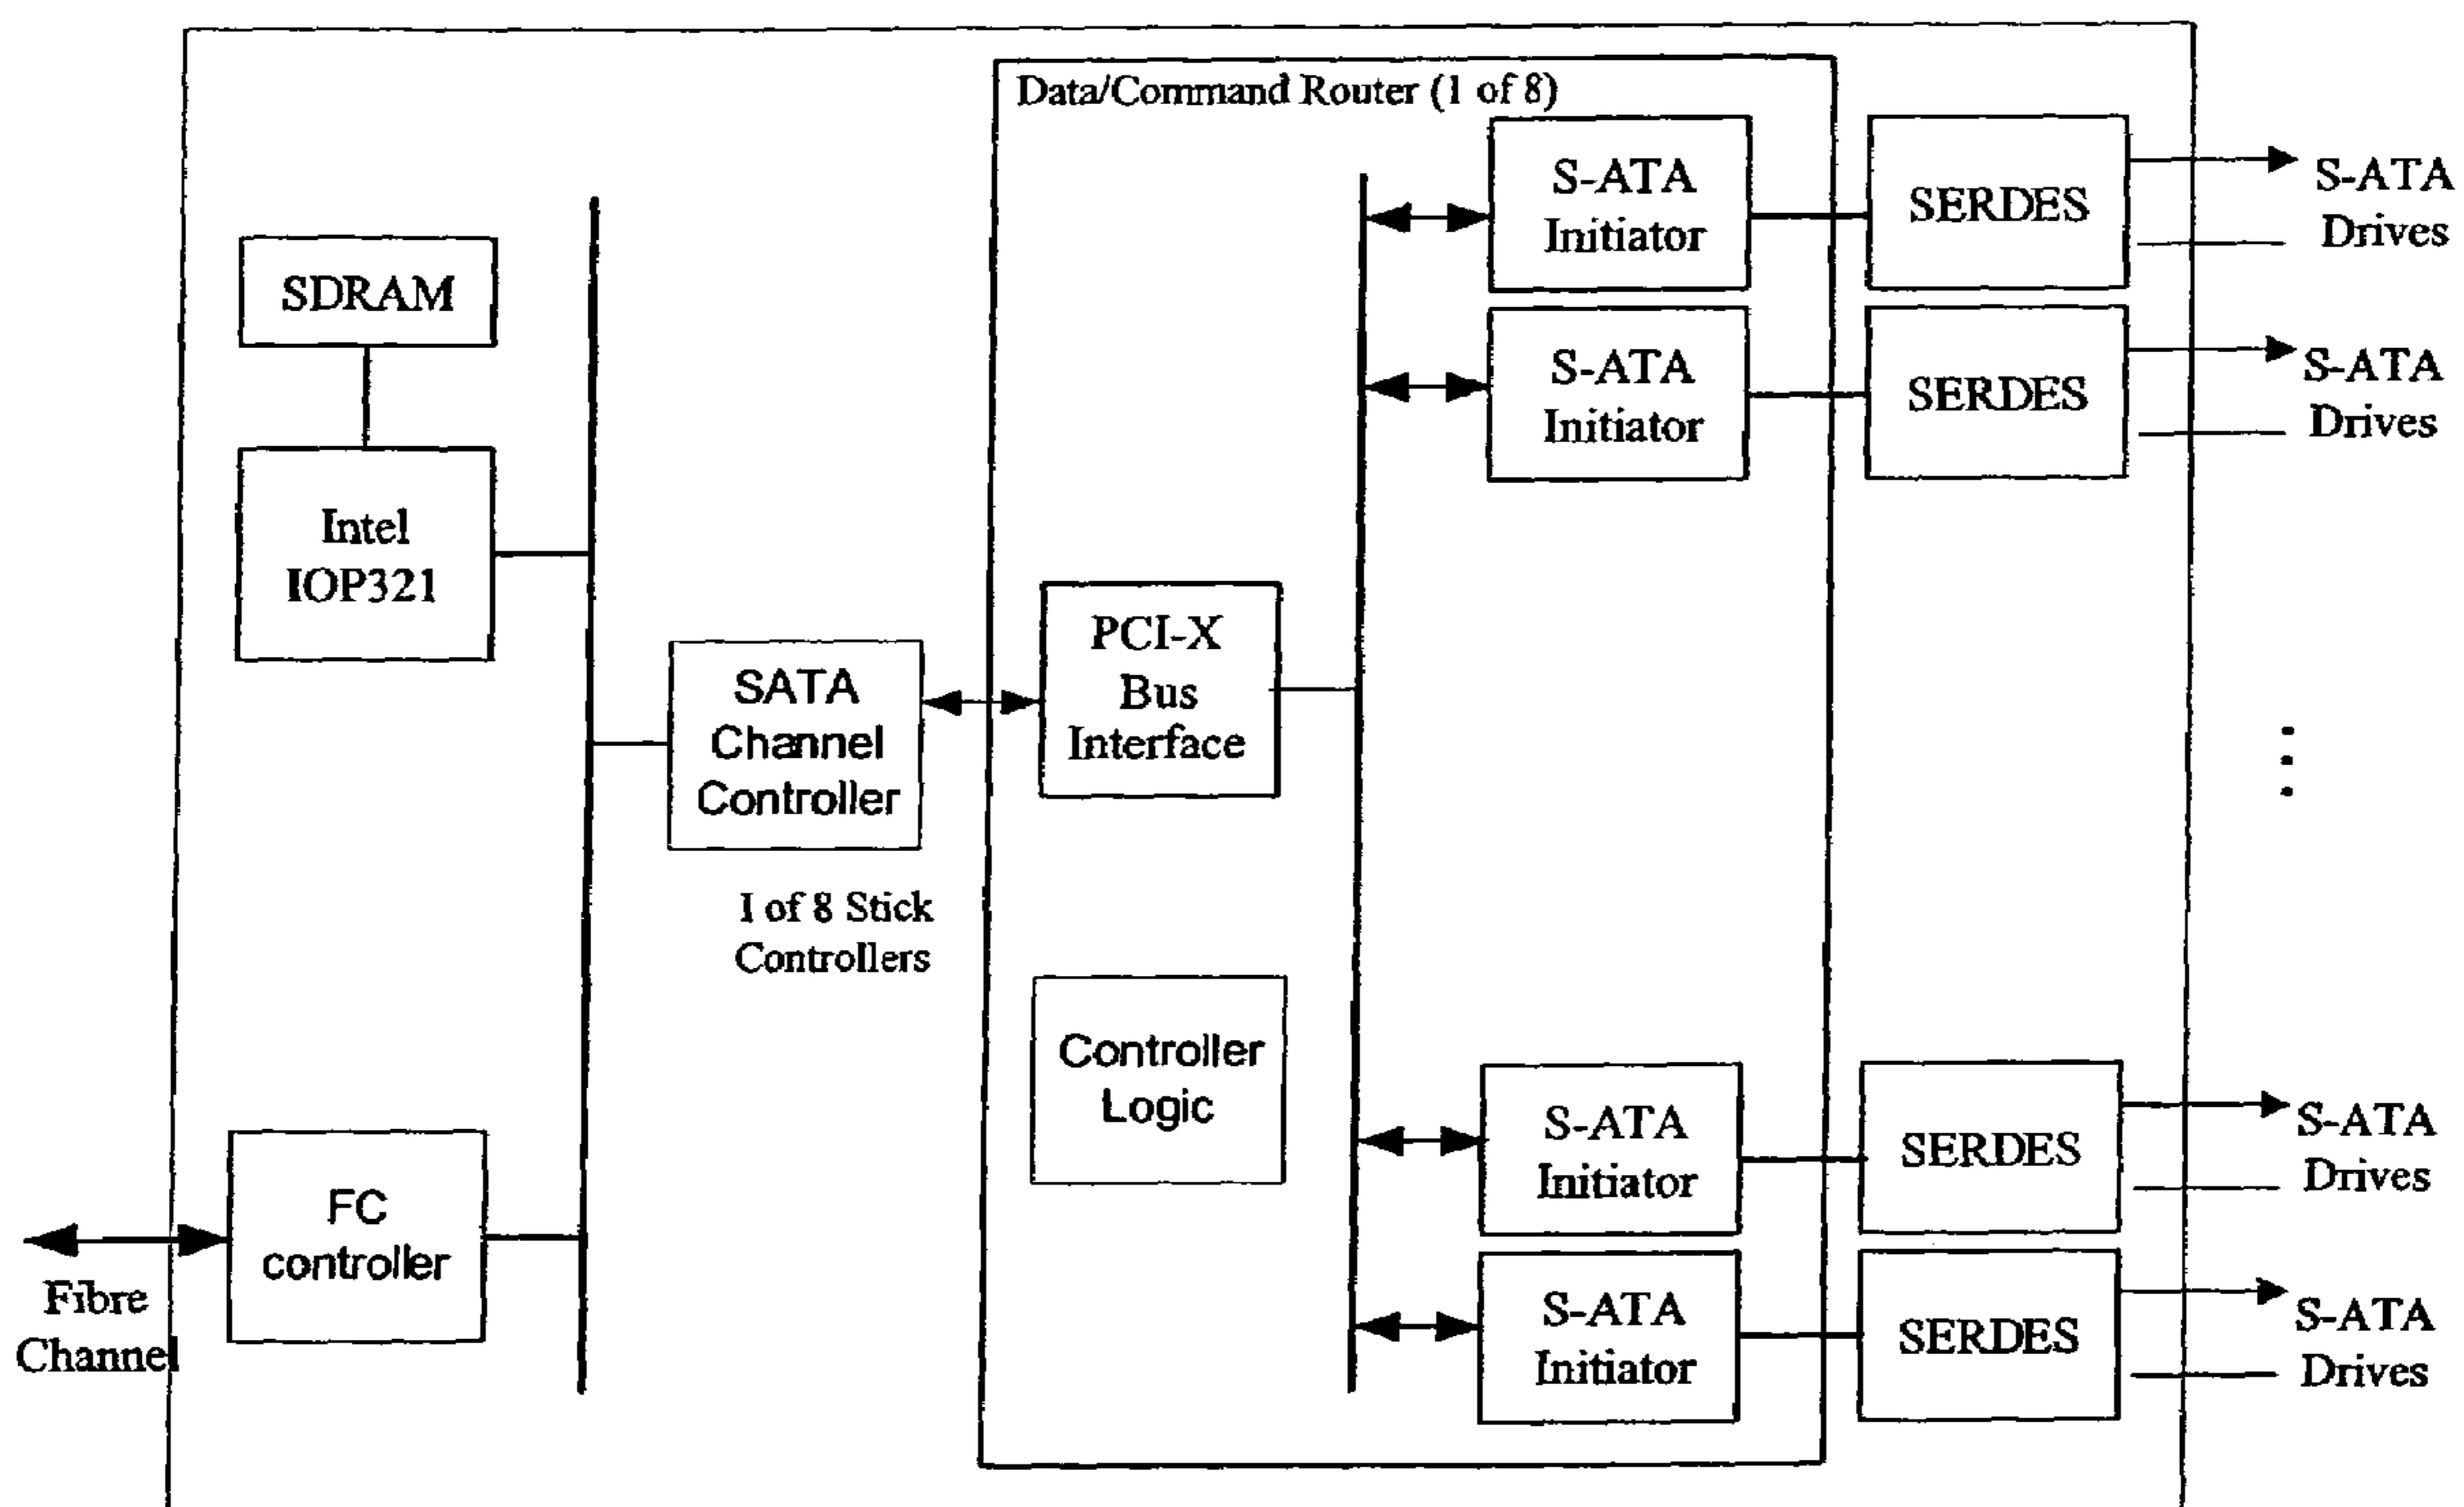 Data/Command Router (1 of 8)
S-ATA
Initiator
SERDES
S-ATA
Drives
SDRAM
S-ATA
Initiator
SERDES
S-ATA
Drives
Intel
IOP321
PCI-X
Bus
Interface
SATA
Channel
Controller
I of 8 Stick
Controllers
Controller
Logic
S-ATA
Initiator
SERDES
S-ATA
Drives
FC
controller
Fibre
Channel
S-ATA
Initiator
SERDES
S-ATA
Drives